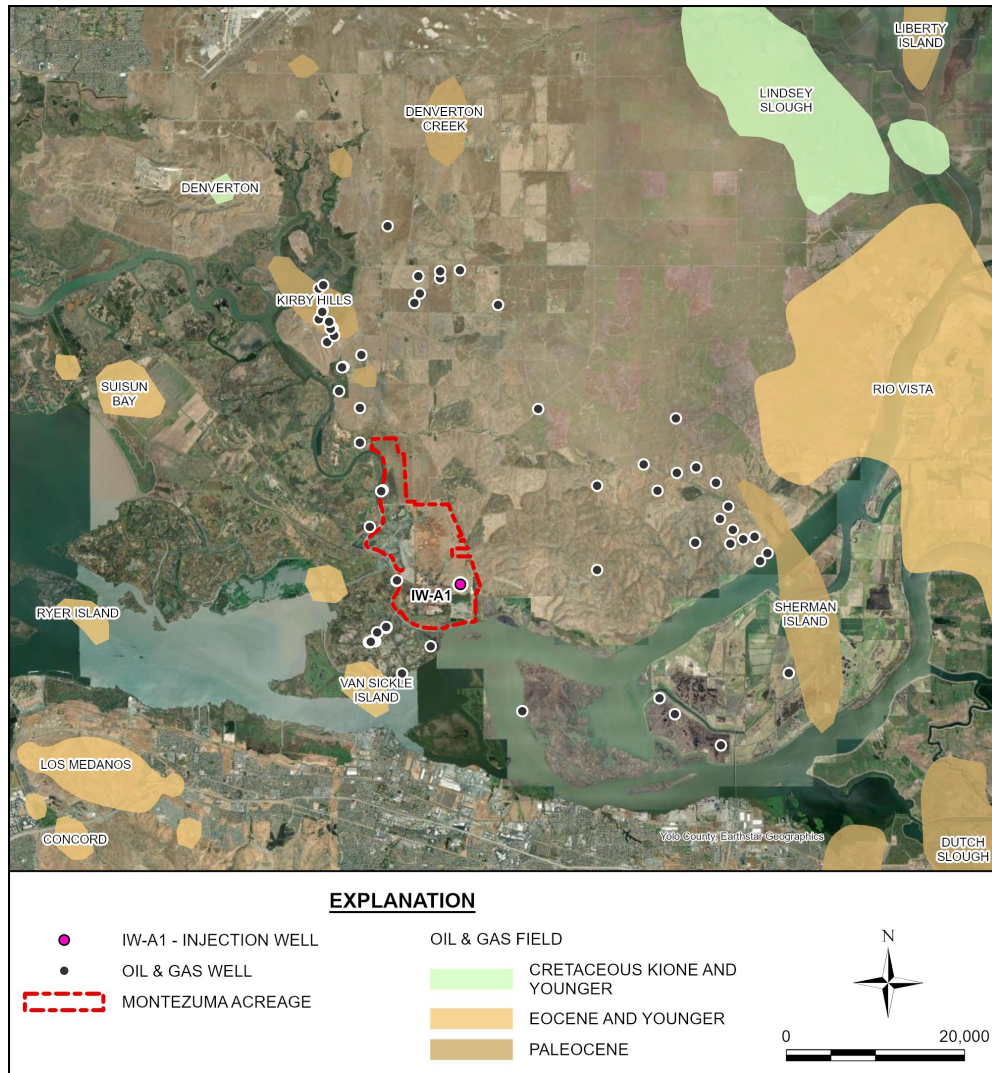 LIBERTY
ISLAND
LINDSEY
SLOUGH
DENVERTON
CREEK
DENVERTON
KIRBY HILLS
SUISUN
BAY
RIO VISTA
IW-A1
RYER ISLAND
SHERMAN
ISLAND
VAN SICKLE
ISLAND
LOS MEDANOS
CONCORD
Yolo County, Earthstar Geographics
DUTCH
SLOUGH
EXPLANATION
IW-A1 - INJECTION WELL
OIL & GAS WELL
MONTEZUMA ACREAGE
OIL & GAS FIELD
CRETACEOUS KIONE AND
YOUNGER
EOCENE AND YOUNGER
PALEOCENE
N
0 20,000